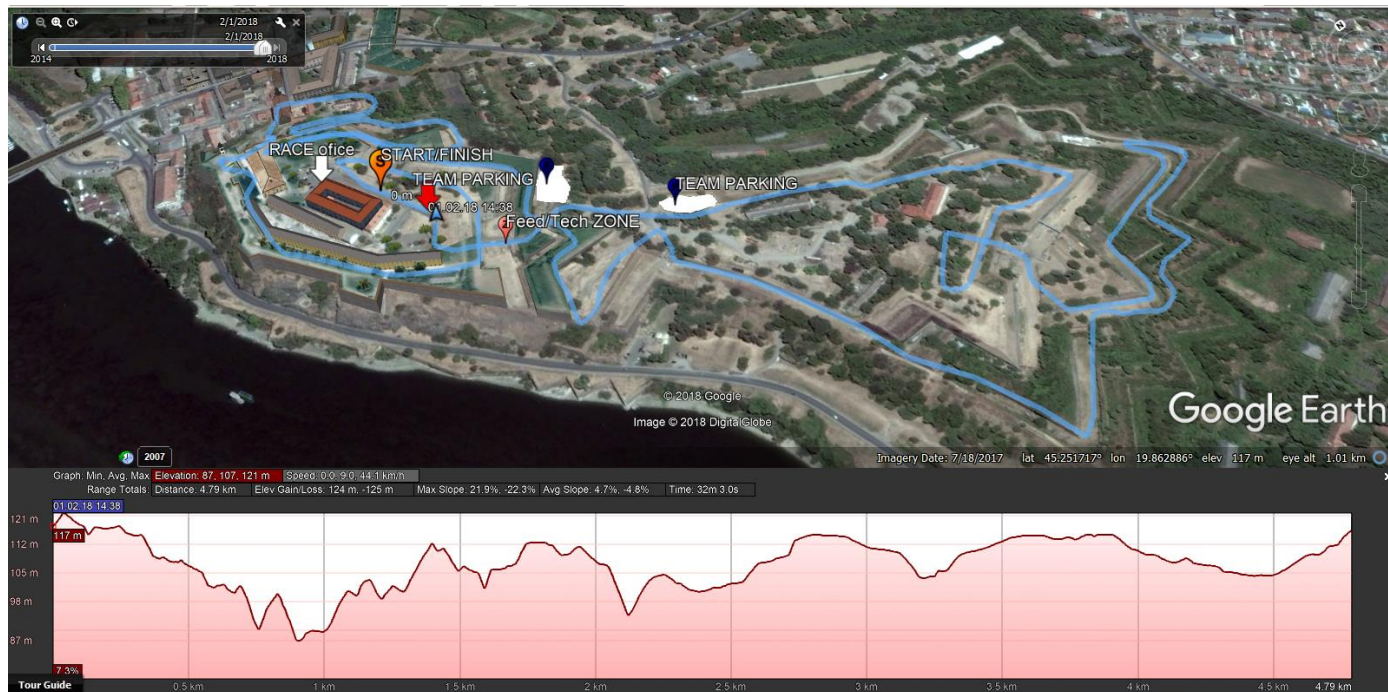 2/1/2018
2/1/2018
2014
2018
RACE ofice
START/FINISH
S
TEAM PARKING
0 m
01.02.18 14:38
TEAM PARKING
Feed/Tech ZONE
© 2018 Google
Image © 2018 DigitalGlobe
Google Earth
2007
Imagery Date: 7/18/2017 lat 45.251717° lon 19.862886° elev 117 m eye alt 1.01 km
Graph: Min, Avg, Max Elevation: 87, 107, 121 m Speed: 0.0, 9.0, 44.1 km/h
Range Totals: Distance: 4.79 km Elev Gain/Loss: 124 m, -125 m Max Slope: 21.9%, -22.3% Avg Slope: 4.7%, -4.8% Time: 32m 3.0s
01.02.18 14:38
121 m
117 m
112 m
105 m
98 m
87 m
7.3%
Tour Guide
0.5 km 1 km 1.5 km 2 km 2.5 km 3 km 3.5 km 4 km 4.5 km 4.79 km